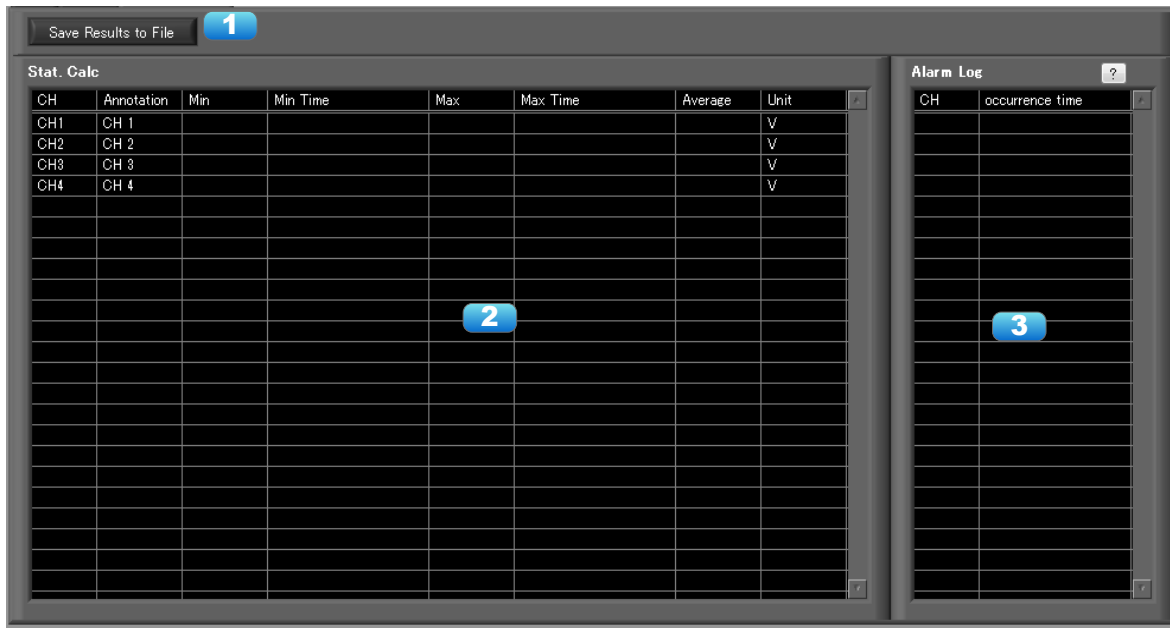 Save Results to File 1
Stat. Calc
CH Annotation Min Min Time Max Max Time Average Unit
CH1 CH 1 V
CH2 CH 2 V
CH3 CH 3 V
CH4 CH 4 V
2
Alarm Log ?
CH occurrence time
3